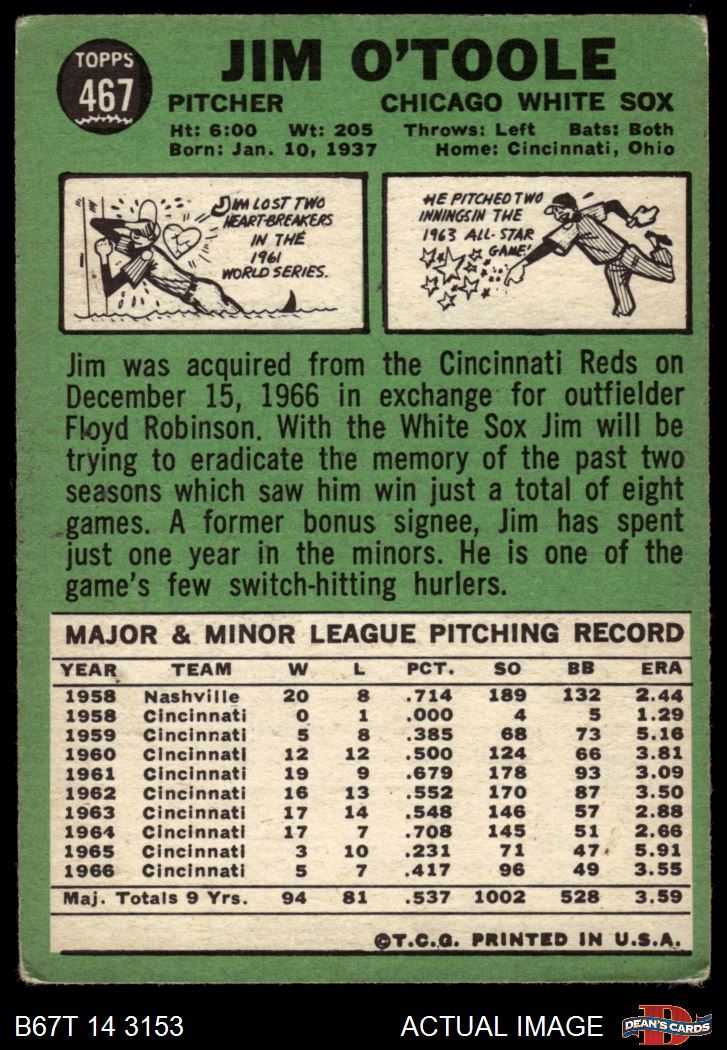 TOPPS
467
JIM O'TOOLE
PITCHER CHICAGO WHITE SOX
Ht: 6:00 Wt: 205 Throws: Left Bats: Both
Born: Jan. 10, 1937 Home: Cincinnati, Ohio
JIM LOST TWO
HEART-BREAKERS
IN THE
1961
WORLD SERIES.
HE PITCHED TWO
INNINGS IN THE
1963 ALL-STAR
GAME!
Jim was acquired from the Cincinnati Reds on
December 15, 1966 in exchange for outfielder
Floyd Robinson. With the White Sox Jim will be
trying to eradicate the memory of the past two
seasons which saw him win just a total of eight
games. A former bonus signee, Jim has spent
just one year in the minors. He is one of the
game's few switch-hitting hurlers.
MAJOR & MINOR LEAGUE PITCHING RECORD
YEAR TEAM W L PCT. SO BB ERA
1958 Nashville 20 8 .714 189 132 2.44
1958 Cincinnati 0 1 .000 4 5 1.29
1959 Cincinnati 5 8 .385 68 73 5.16
1960 Cincinnati 12 12 .500 124 66 3.81
1961 Cincinnati 19 9 .679 178 93 3.09
1962 Cincinnati 16 13 .552 170 87 3.50
1963 Cincinnati 17 14 .548 146 57 2.88
1964 Cincinnati 17 7 .708 145 51 2.66
1965 Cincinnati 3 10 .231 71 47 5.91
1966 Cincinnati 5 7 .417 96 49 3.55
Maj. Totals 9 Yrs. 94 81 .537 1002 528 3.59
©T.C.G. PRINTED IN U.S.A.
B67T 14 3153 ACTUAL IMAGE
D
DEAN'S CARDS